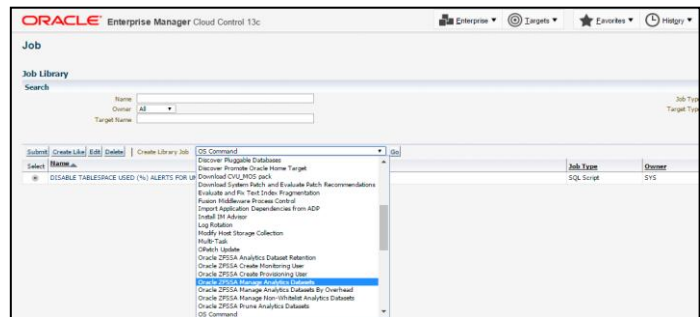 ORACLE Enterprise Manager Cloud Control 13c Enterprise Targets Favorites History
Job
Job Library
Search
Name
Job Type
Owner All
Target Type
Target Name
Submit Create Like Edit Delete Create Library Job OS Command Go
Select Name Job Type Owner
DISABLE TABLESPACE USED (%) ALERTS FOR SQL Script SYS
Discover Pluggable Databases
Discover Promote Oracle Home Target
Download CVU_MOS pack
Download System Patch and Evaluate Patch Recommendations
Evaluate and Fix Text Index Fragmentation
Fusion Middleware Process Control
Import Application Dependencies from ADP
Install IM Advisor
Log Rotation
Modify Host Storage Collection
Multi-Task
OPatch Update
Oracle ZFSSA Analytics Dataset Retention
Oracle ZFSSA Create Monitoring User
Oracle ZFSSA Create Provisioning User
Oracle ZFSSA Manage Analytics Datasets
Oracle ZFSSA Manage Analytics Datasets By Overhead
Oracle ZFSSA Manage Non-Whitelist Analytics Datasets
Oracle ZFSSA Prune Analytics Datasets
OS Command